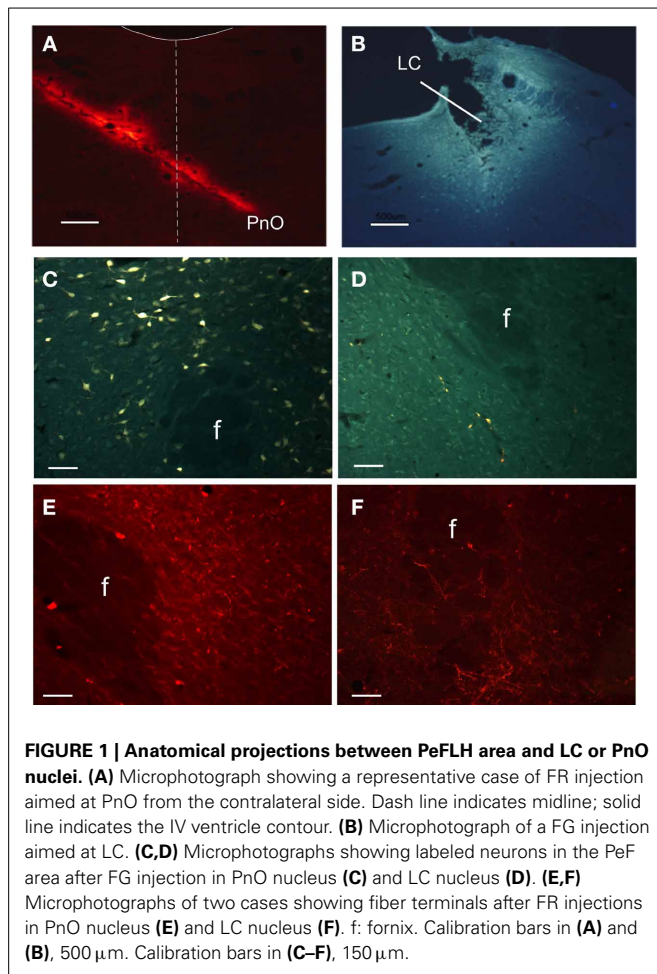 A
B
LC
PnO
500um
C
D
f
f
E
F
f
f
FIGURE 1 | Anatomical projections between PeFLH area and LC or PnO
nuclei. (A) Microphotograph showing a representative case of FR injection
aimed at PnO from the contralateral side. Dash line indicates midline; solid
line indicates the IV ventricle contour. (B) Microphotograph of a FG injection
aimed at LC. (C,D) Microphotographs showing labeled neurons in the PeF
area after FG injection in PnO nucleus (C) and LC nucleus (D). (E,F)
Microphotographs of two cases showing fiber terminals after FR injections
in PnO nucleus (E) and LC nucleus (F). f: fornix. Calibration bars in (A) and
(B), 500 μm. Calibration bars in (C–F), 150 μm.